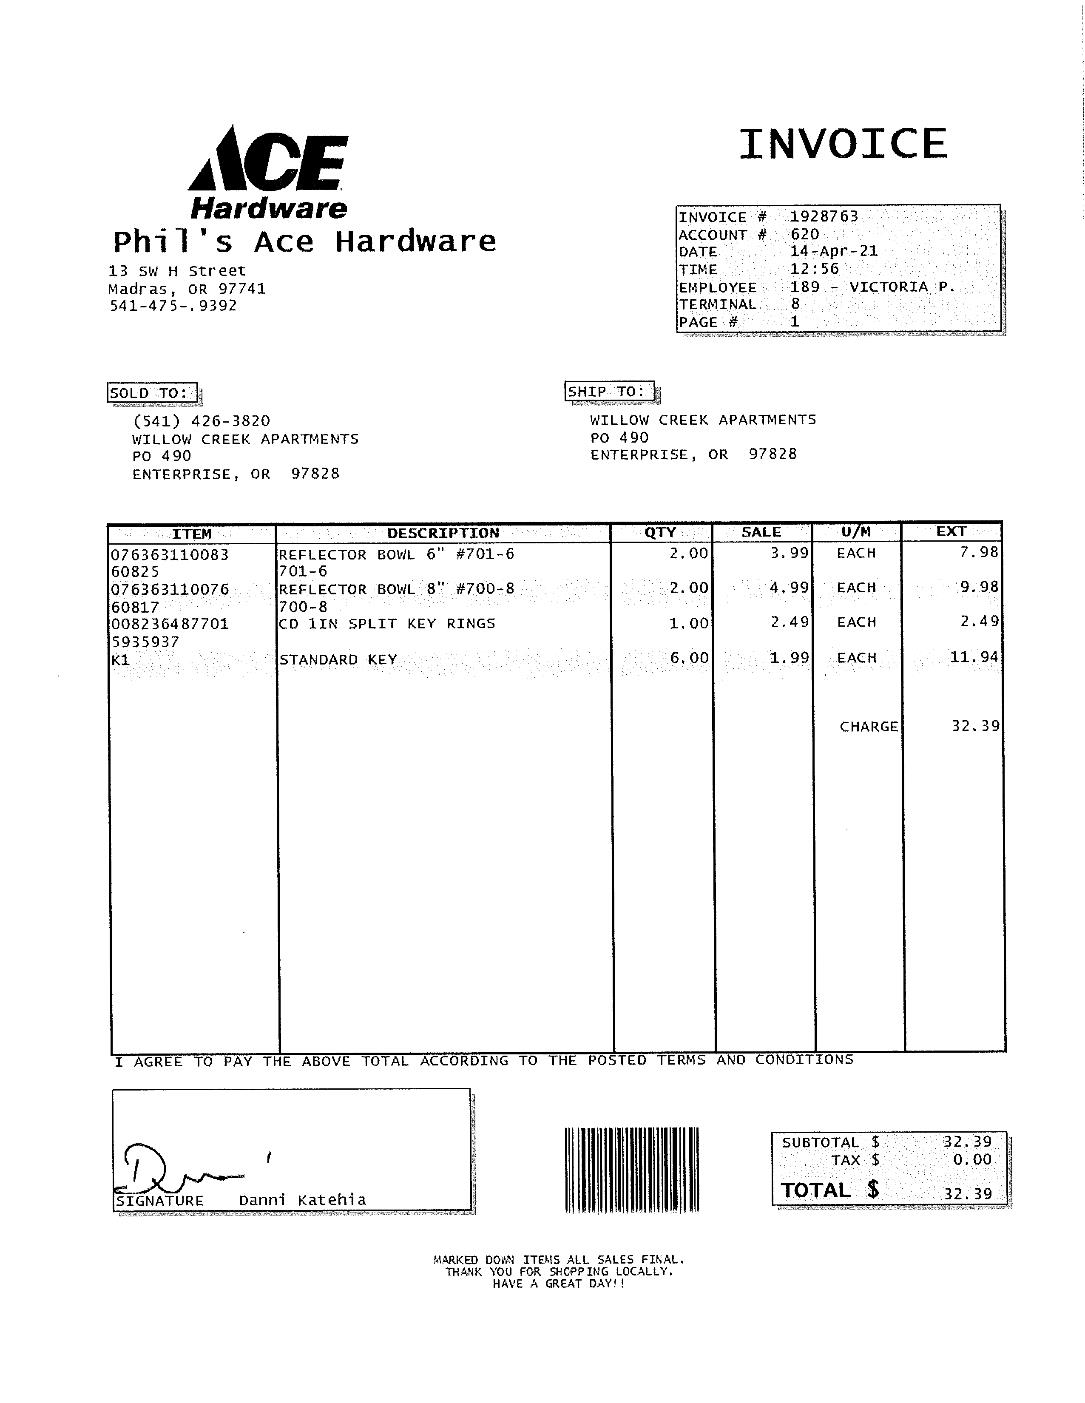 ACE
Hardware
Phil's Ace Hardware
13 SW H Street
Madras, OR 97741
541-475-.9392
INVOICE
INVOICE # 1928763
ACCOUNT # 620
DATE 14-Apr-21
TIME 12:56
EMPLOYEE 189 - VICTORIA P.
TERMINAL 8
PAGE # 1
SOLD TO:
(541) 426-3820
WILLOW CREEK APARTMENTS
PO 490
ENTERPRISE, OR 97828
SHIP TO:
WILLOW CREEK APARTMENTS
PO 490
ENTERPRISE, OR 97828
ITEM DESCRIPTION QTY SALE U/M EXT
076363110083 REFLECTOR BOWL 6" #701-6 2.00 3.99 EACH 7.98
60825 701-6
076363110076 REFLECTOR BOWL 8" #700-8 2.00 4.99 EACH 9.98
60817 700-8
008236487701 CD 1IN SPLIT KEY RINGS 1.00 2.49 EACH 2.49
5935937
K1 STANDARD KEY 6.00 1.99 EACH 11.94
CHARGE 32.39
I AGREE TO PAY THE ABOVE TOTAL ACCORDING TO THE POSTED TERMS AND CONDITIONS
SIGNATURE Danni Katehia
SUBTOTAL $ 32.39
TAX $ 0.00
TOTAL $ 32.39
MARKED DOWN ITEMS ALL SALES FINAL.
THANK YOU FOR SHOPPING LOCALLY.
HAVE A GREAT DAY!!